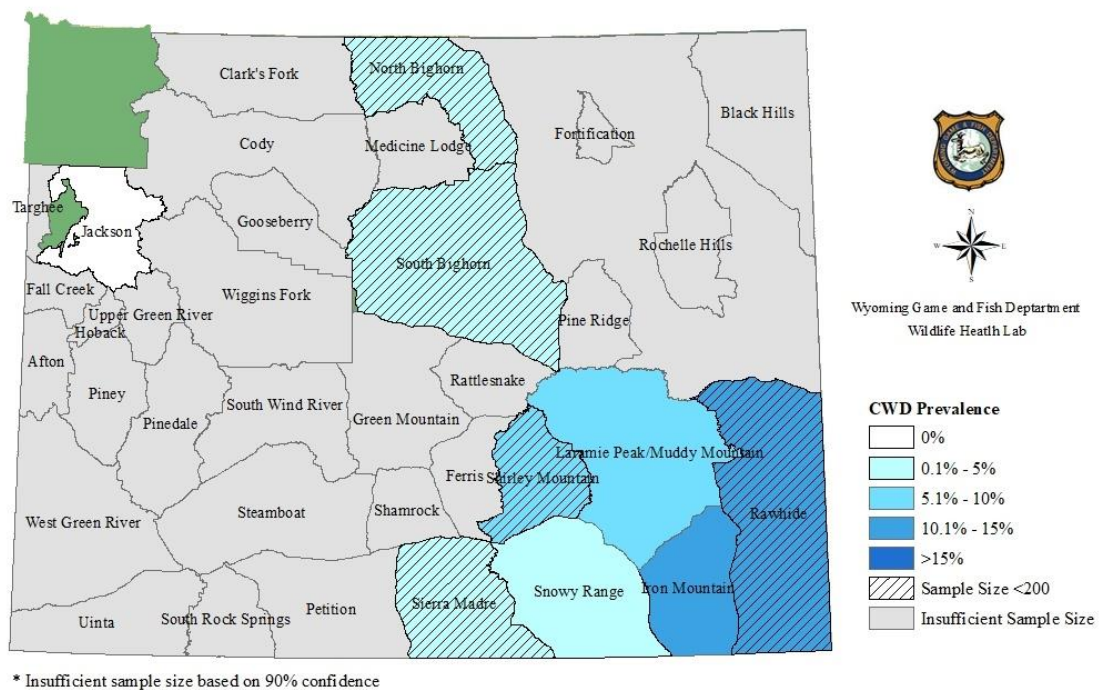 Clark's Fork
North Bighorn
Black Hills
Fortification
Cody
Medicine Lodge
Targhee
Jackson
Gooseberry
Rochelle Hills
South Bighorn
Fall Creek
Wiggins Fork
Upper Green River
Hoback
Pine Ridge
Afton
Rattlesnake
Piney
South Wind River
Green Mountain
Pinedale
Laramie Peak/Muddy Mountain
Ferris
Shirley Mountain
West Green River
Steamboat
Shamrock
Rawhide
Uinta
South Rock Springs
Petition
Sierra Madre
Snowy Range
Iron Mountain
N
W
E
S
Wyoming Game and Fish Deptartment
Wildlife Heatlh Lab
CWD Prevalence
0%
0.1% - 5%
5.1% - 10%
10.1% - 15%
>15%
Sample Size <200
Insufficient Sample Size
* Insufficient sample size based on 90% confidence